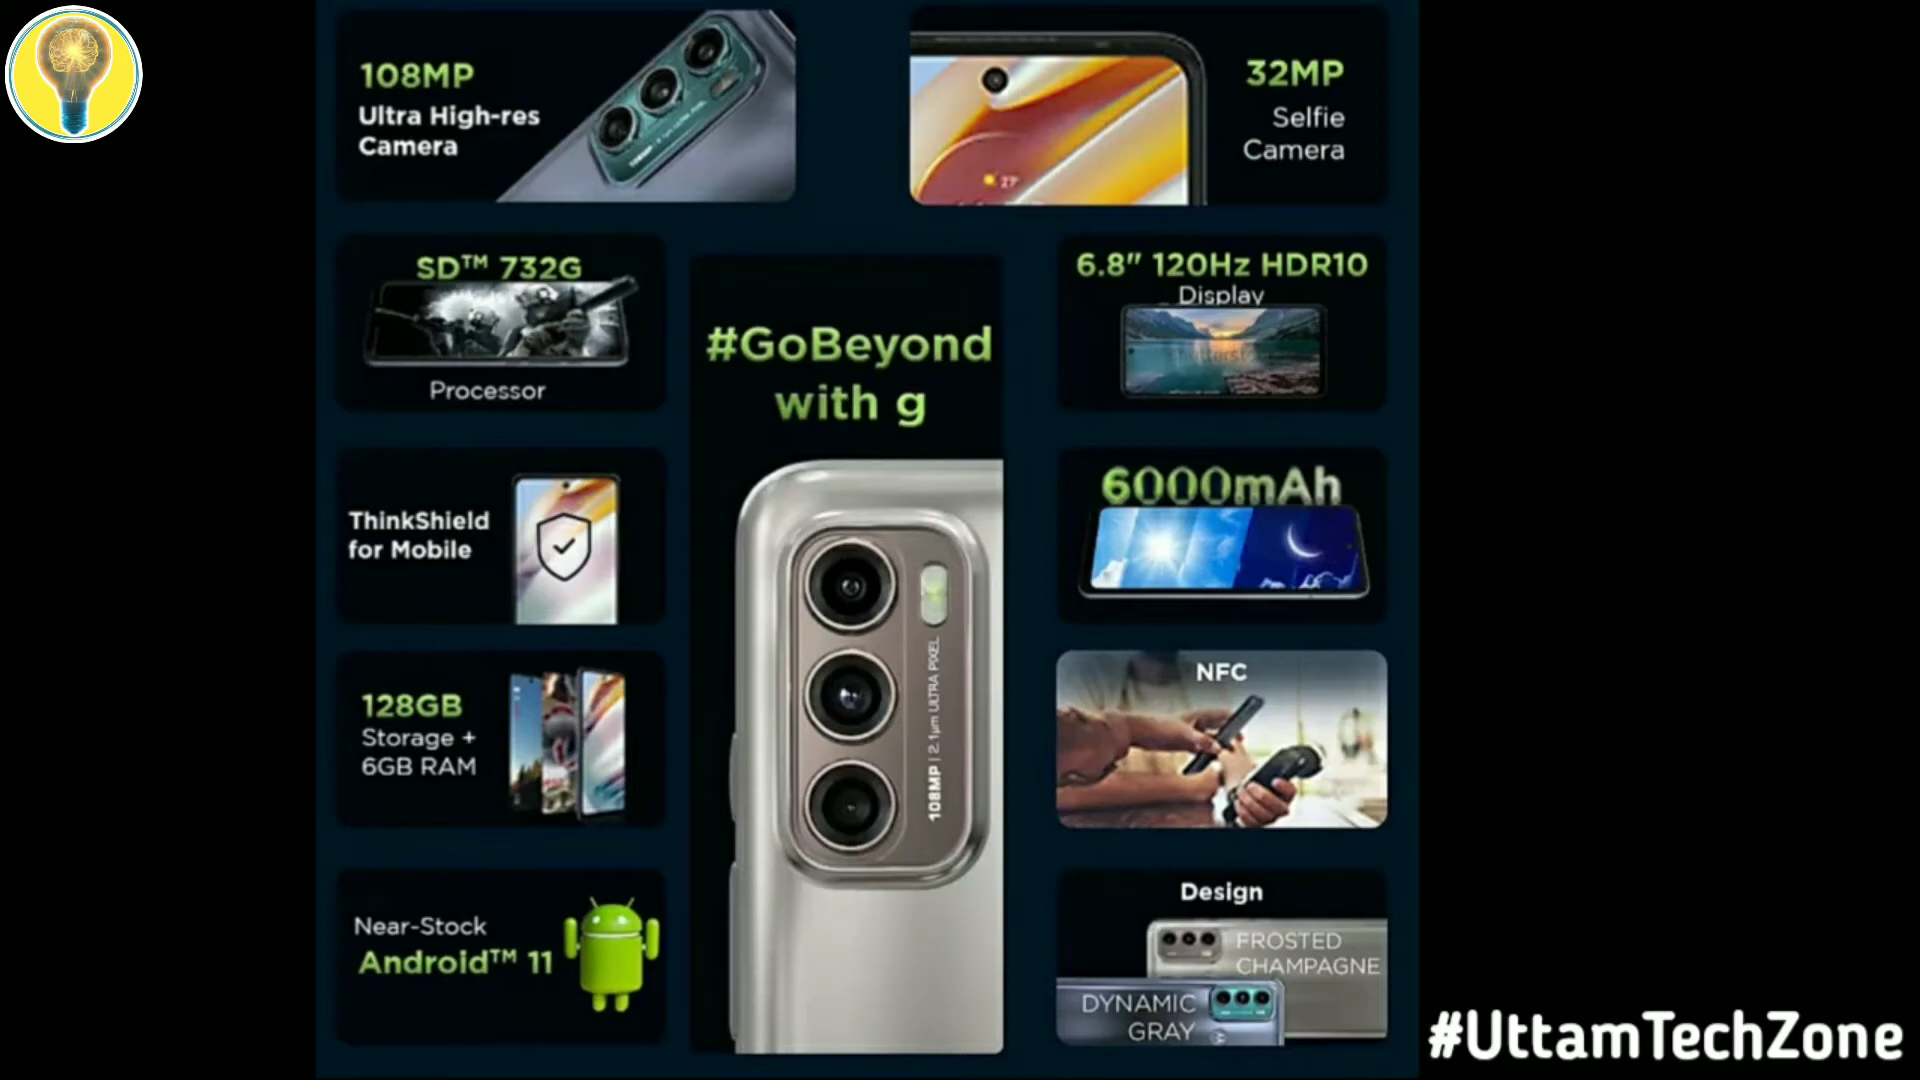 108MP
Ultra High-res
Camera
32MP
Selfie
Camera
SD™ 732G
Processor
#GoBeyond
with g
6.8" 120Hz HDR10
Display
ThinkShield
for Mobile
6000mAh
128GB
Storage +
6GB RAM
108MP | 2.1µm ULTRA PIXEL
NFC
Near-Stock
Android™ 11
Design
FROSTED
CHAMPAGNE
DYNAMIC
GRAY
27°
#UttamTechZone